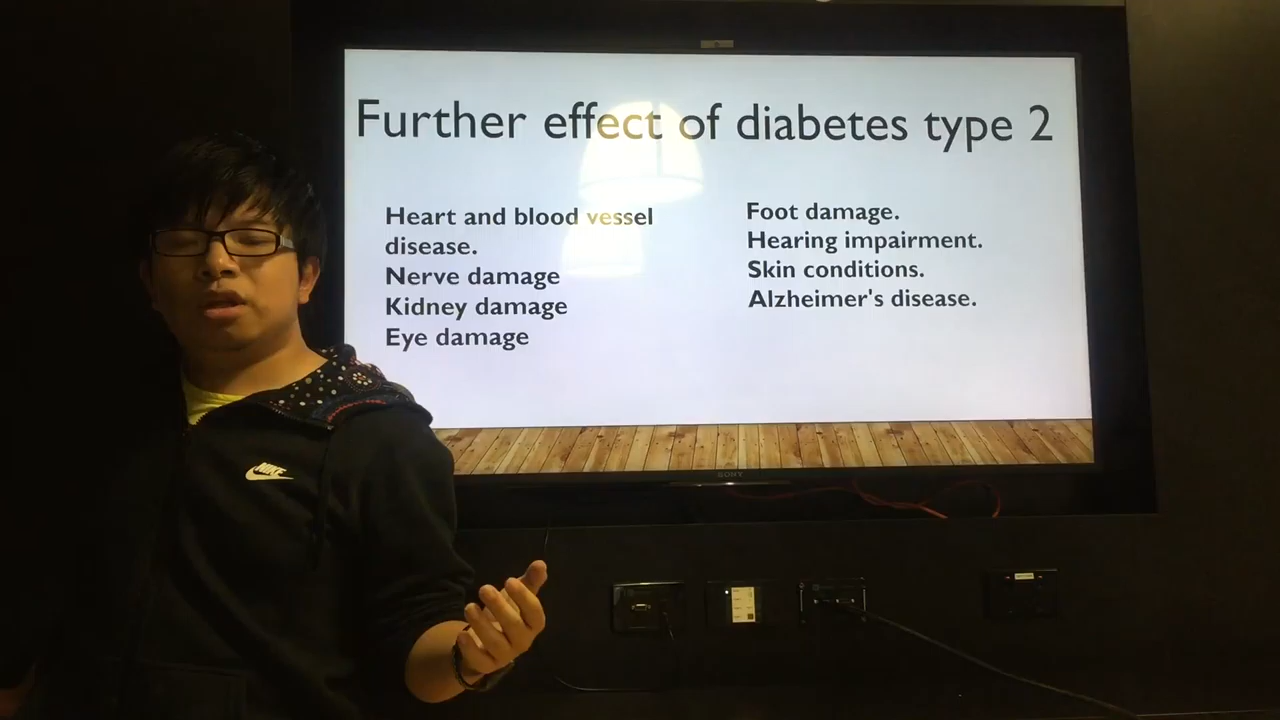 Further effect of diabetes type 2
Heart and blood vessel
disease.
Nerve damage
Kidney damage
Eye damage
Foot damage.
Hearing impairment.
Skin conditions.
Alzheimer's disease.
NIKE
SONY